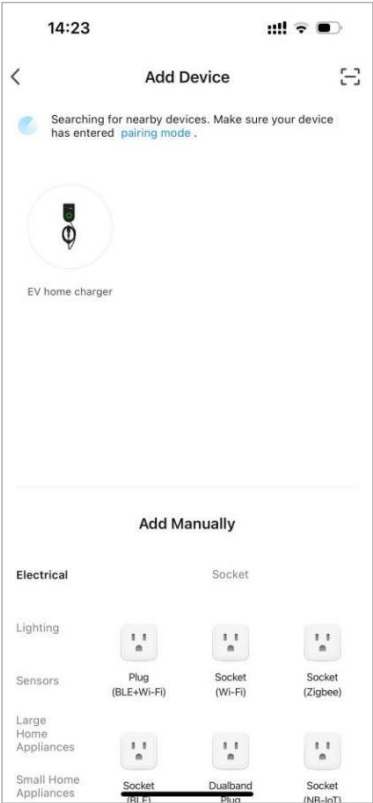 14:23
Add Device
Searching for nearby devices. Make sure your device
has entered pairing mode .
EV home charger
Add Manually
Electrical
Socket
Lighting
Plug
(BLE+Wi-Fi)
Socket
(Wi-Fi)
Socket
(Zigbee)
Sensors
Large
Home
Appliances
Small Home
Appliances
Socket
(BLE)
Dualband
Plug
Socket
(NB-IoT)